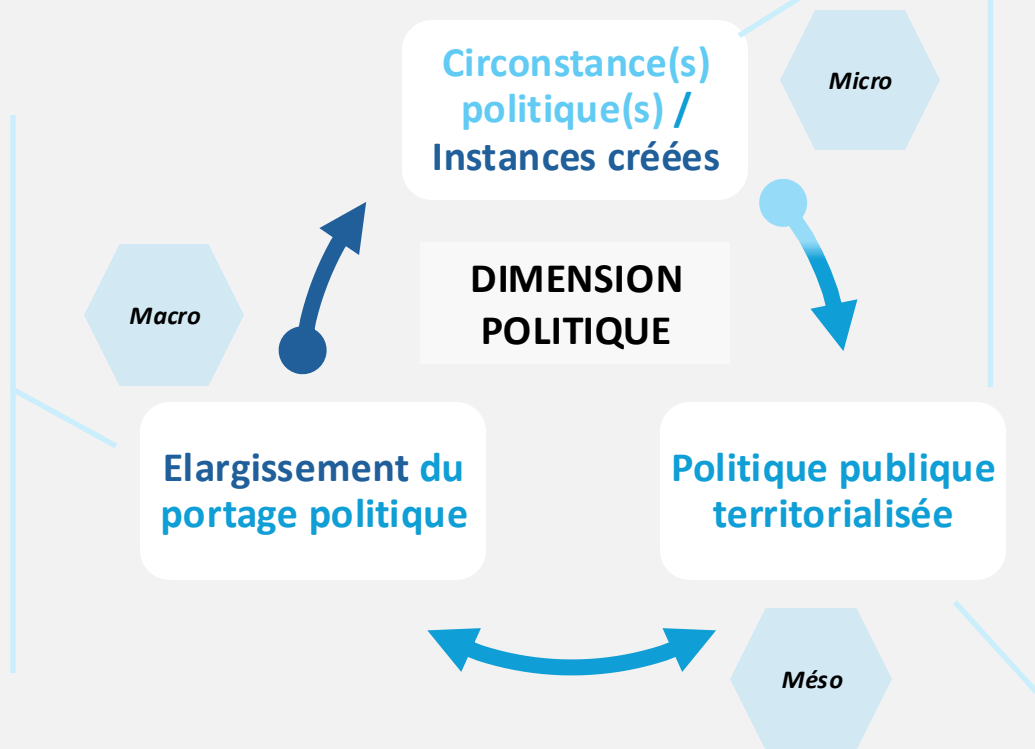 Circonstance(s)
politique(s) /
Instances créées
Micro
DIMENSION
POLITIQUE
Macro
Elargissement du
portage politique
Politique publique
territorialisée
Méso